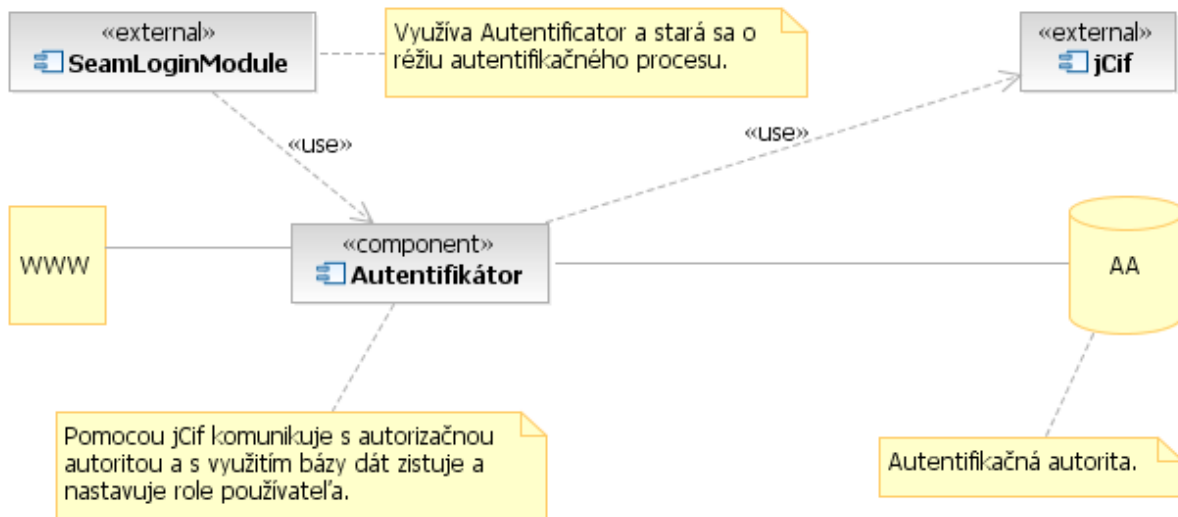 «external»
SeamLoginModule
Využíva Autentificator a stará sa o
réžiu autentifikačného procesu.
«external»
jCif
«use»
«use»
WWW
«component»
Autentifikátor
AA
Pomocou jCif komunikuje s autorizačnou
autoritou a s využitím bázy dát zistuje a
nastavuje role používateľa.
Autentifikačná autorita.